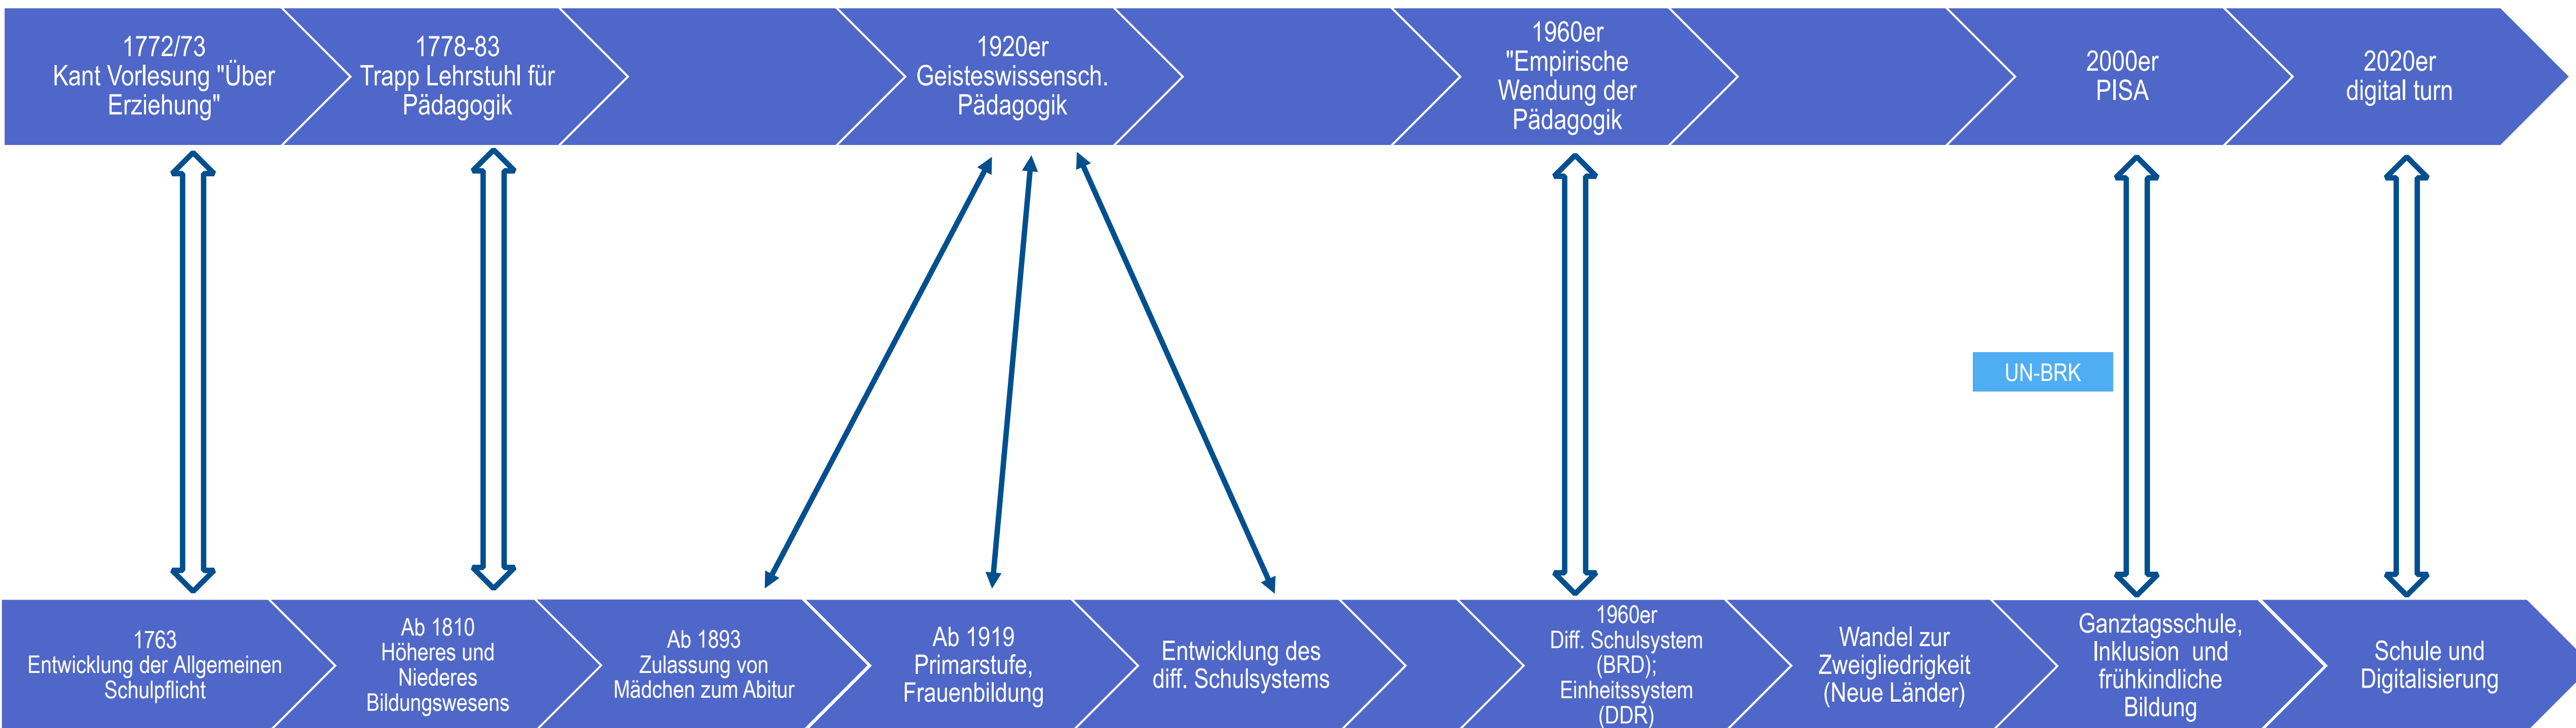 1772/73
Kant Vorlesung "Über
Erziehung"
1778-83
Trapp Lehrstuhl für
Pädagogik
1920er
Geisteswissensch.
Pädagogik
1960er
"Empirische
Wendung der
Pädagogik
2000er
PISA
2020er
digital turn
UN-BRK
1763
Entwicklung der Allgemeinen
Schulpflicht
Ab 1810
Höheres und
Niederes
Bildungswesens
Ab 1893
Zulassung von
Mädchen zum Abitur
Ab 1919
Primarstufe,
Frauenbildung
Entwicklung des
diff. Schulsystems
1960er
Diff. Schulsystem
(BRD);
Einheitssystem
(DDR)
Wandel zur
Zweigliedrigkeit
(Neue Länder)
Ganztagsschule,
Inklusion und
frühkindliche
Bildung
Schule und
Digitalisierung